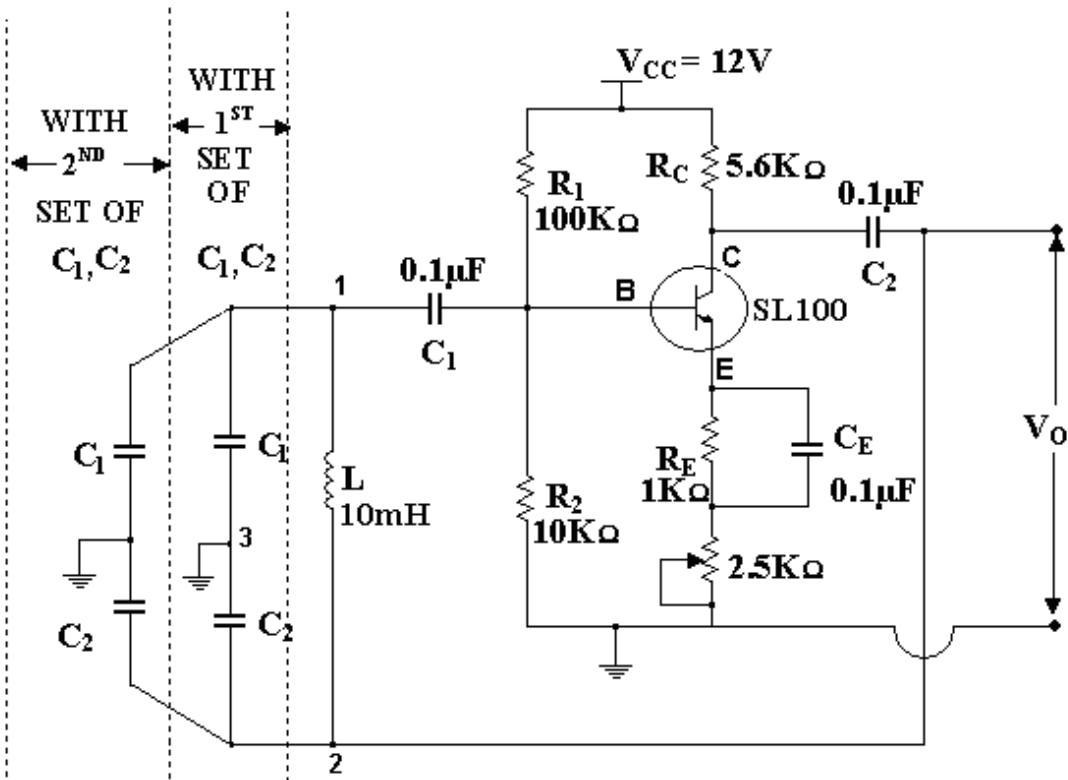 WITH
2ND
SET OF
C1,C2
WITH
1ST
SET
OF
C1,C2
VCC = 12V
R1
100KΩ
RC
5.6KΩ
0.1µF
C2
1
0.1µF
C1
B
C
E
SL100
C1
C2
C1
3
C2
L
10mH
R2
10KΩ
RE
1KΩ
CE
0.1µF
2.5KΩ
VO
2